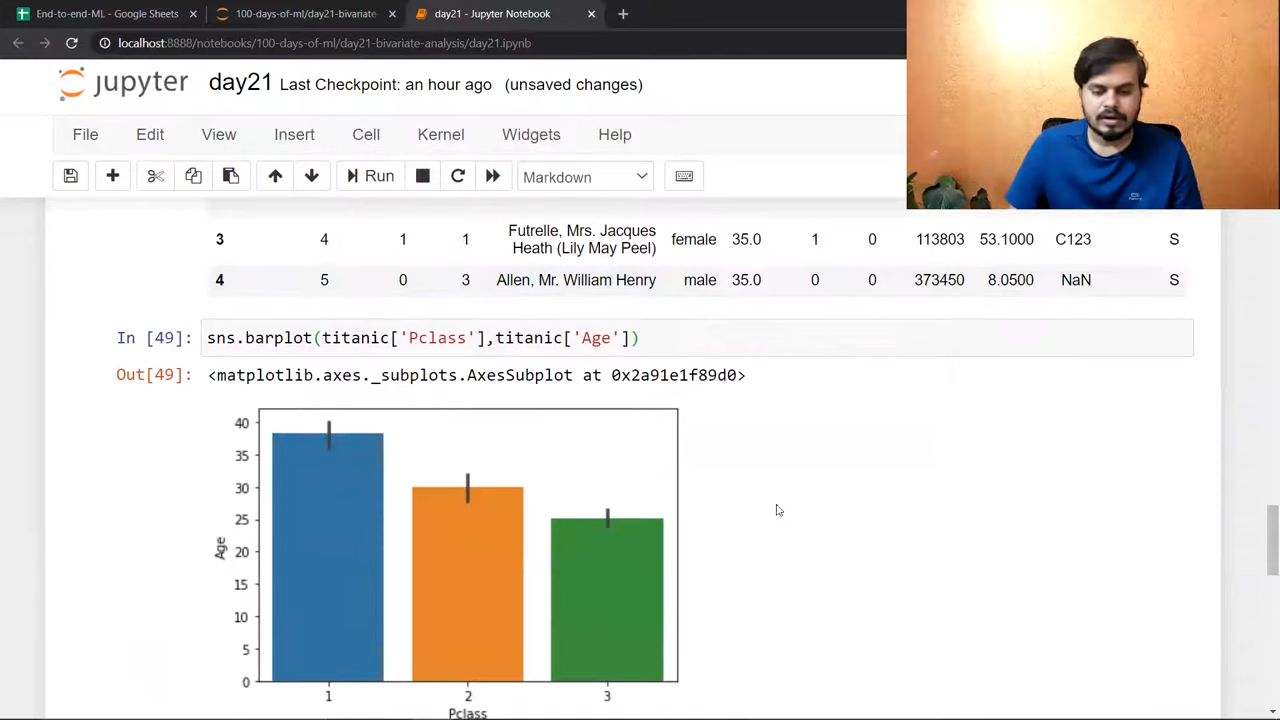 End-to-end-ML - Google Sheets
100-days-of-ml/day21-bivariate
day21 - Jupyter Notebook
localhost:8888/notebooks/100-days-of-ml/day21-bivariate-analysis/day21.ipynb
jupyter day21 Last Checkpoint: an hour ago (unsaved changes)
File Edit View Insert Cell Kernel Widgets Help
Run Markdown
3 4 1 1 Futrelle, Mrs. Jacques Heath (Lily May Peel) female 35.0 1 0 113803 53.1000 C123 S
4 5 0 3 Allen, Mr. William Henry male 35.0 0 0 373450 8.0500 NaN S
In [49]: sns.barplot(titanic['Pclass'],titanic['Age'])
Out[49]: <matplotlib.axes._subplots.AxesSubplot at 0x2a91e1f89d0>
40
35
30
25
20
15
10
5
0
Age
1 2 3
Pclass